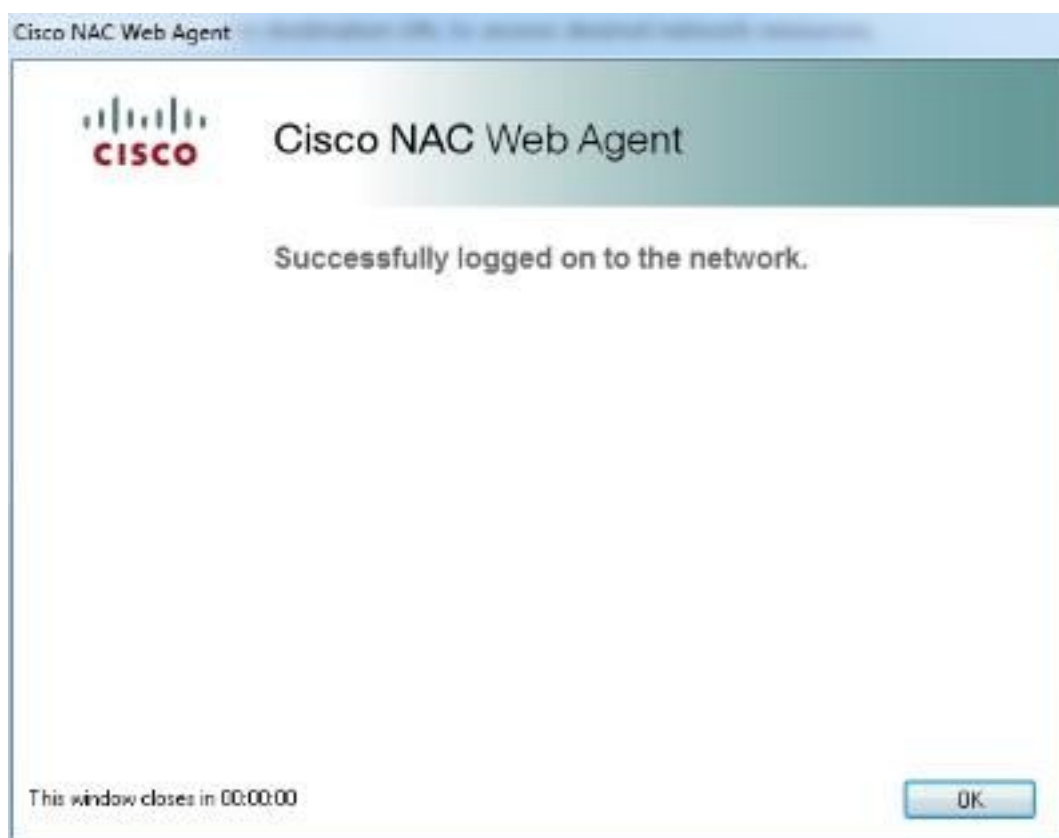 Cisco NAC Web Agent
CISCO
Cisco NAC Web Agent
Successfully logged on to the network.
This window closes in 00:00:00
OK